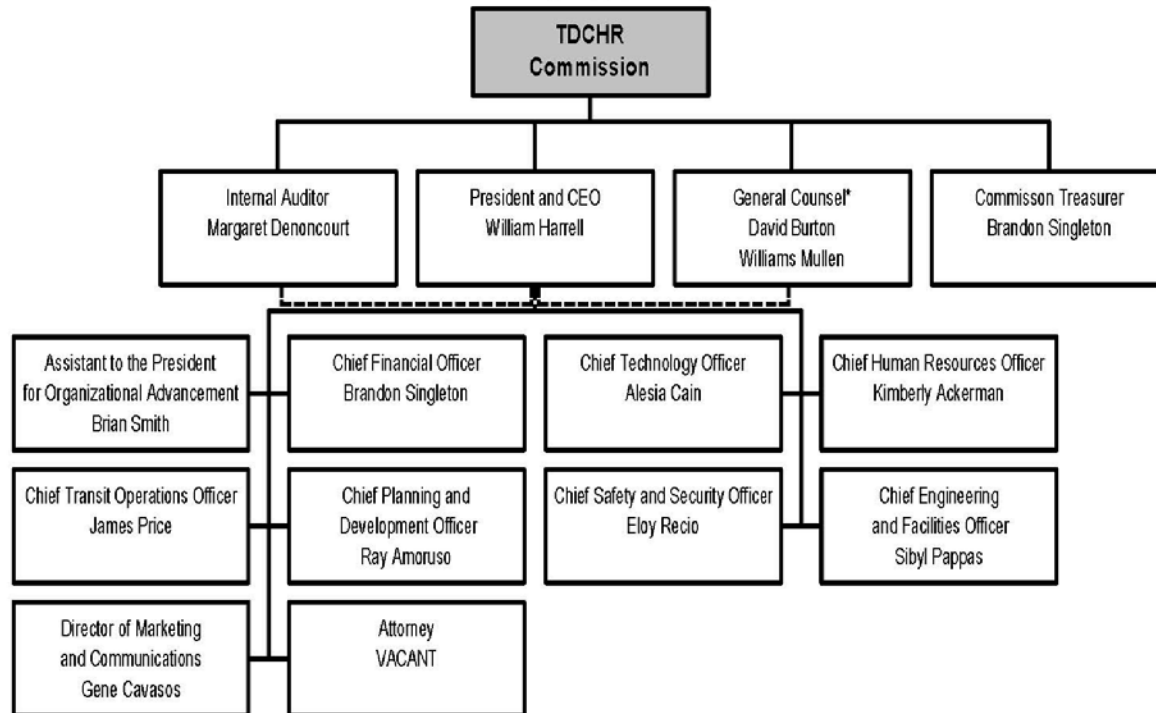 TDCHR
Commission
Internal Auditor
Margaret Denoncourt
President and CEO
William Harrell
General Counsel*
David Burton
Williams Mullen
Commisson Treasurer
Brandon Singleton
Assistant to the President
for Organizational Advancement
Brian Smith
Chief Financial Officer
Brandon Singleton
Chief Technology Officer
Alesia Cain
Chief Human Resources Officer
Kimberly Ackerman
Chief Transit Operations Officer
James Price
Chief Planning and
Development Officer
Ray Amoruso
Chief Safety and Security Officer
Eloy Recio
Chief Engineering
and Facilities Officer
Sibyl Pappas
Director of Marketing
and Communications
Gene Cavasos
Attorney
VACANT